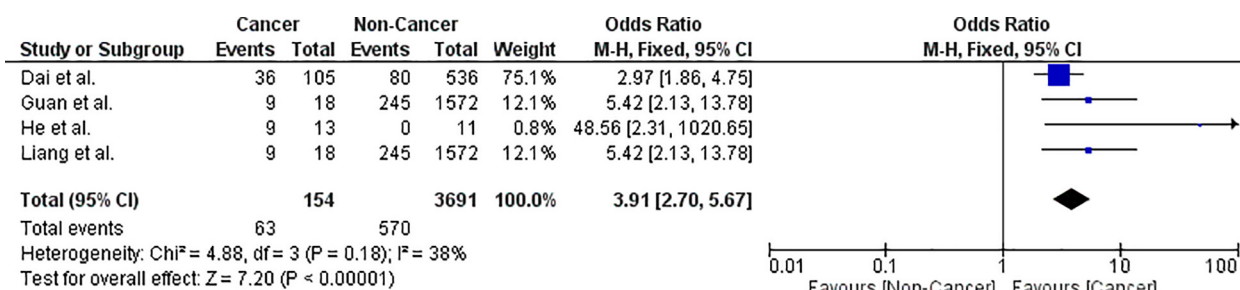 Cancer Non-Cancer Odds Ratio Odds Ratio
Study or Subgroup Events Total Events Total Weight M-H, Fixed, 95% CI M-H, Fixed, 95% CI
Dai et al. 36 105 80 536 75.1% 2.97 [1.86, 4.75]
Guan et al. 9 18 245 1572 12.1% 5.42 [2.13, 13.78]
He et al. 9 13 0 11 0.8% 48.56 [2.31, 1020.65]
Liang et al. 9 18 245 1572 12.1% 5.42 [2.13, 13.78]
Total (95% CI) 154 3691 100.0% 3.91 [2.70, 5.67]
Total events 63 570
Heterogeneity: Chi² = 4.88, df = 3 (P = 0.18); I² = 38%
Test for overall effect: Z = 7.20 (P < 0.00001)
0.01 0.1 1 10 100
Favours [Non-Cancer] Favours [Cancer]